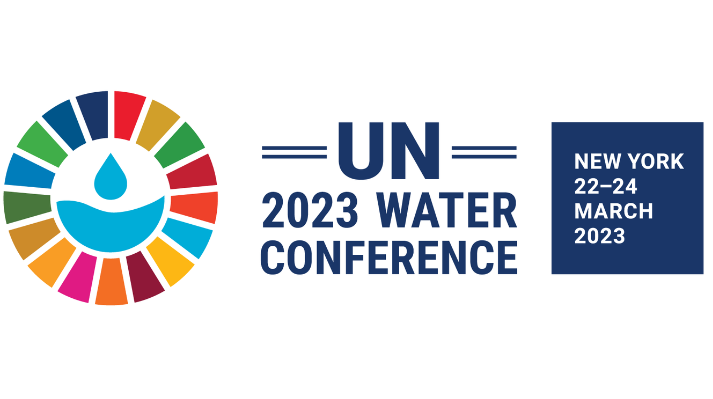 UN
2023 WATER
CONFERENCE
NEW YORK
22–24
MARCH
2023